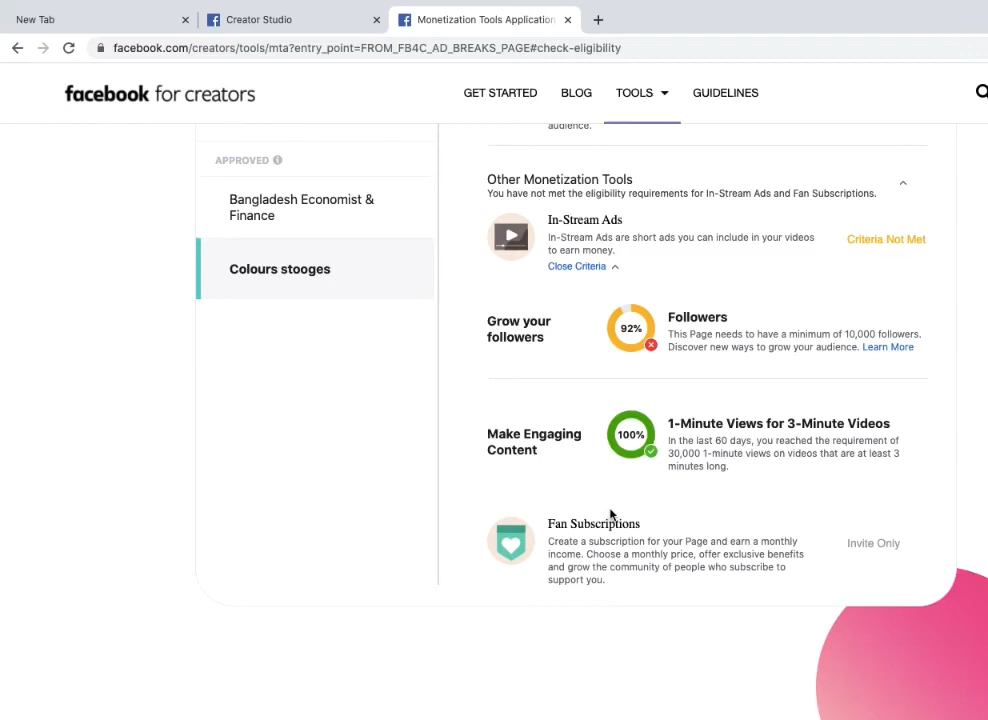 New Tab
Creator Studio
Monetization Tools Application
facebook.com/creators/tools/mta?entry_point=FROM_FB4C_AD_BREAKS_PAGE#check-eligibility
facebook for creators
GET STARTED
BLOG
TOOLS
GUIDELINES
audience.
APPROVED
Bangladesh Economist &
Finance
Colours stooges
Other Monetization Tools
You have not met the eligibility requirements for In-Stream Ads and Fan Subscriptions.
In-Stream Ads
In-Stream Ads are short ads you can include in your videos
to earn money.
Close Criteria
Criteria Not Met
Grow your
followers
92%
Followers
This Page needs to have a minimum of 10,000 followers.
Discover new ways to grow your audience. Learn More
Make Engaging
Content
100%
1-Minute Views for 3-Minute Videos
In the last 60 days, you reached the requirement of
30,000 1-minute views on videos that are at least 3
minutes long.
Fan Subscriptions
Create a subscription for your Page and earn a monthly
income. Choose a monthly price, offer exclusive benefits
and grow the community of people who subscribe to
support you.
Invite Only